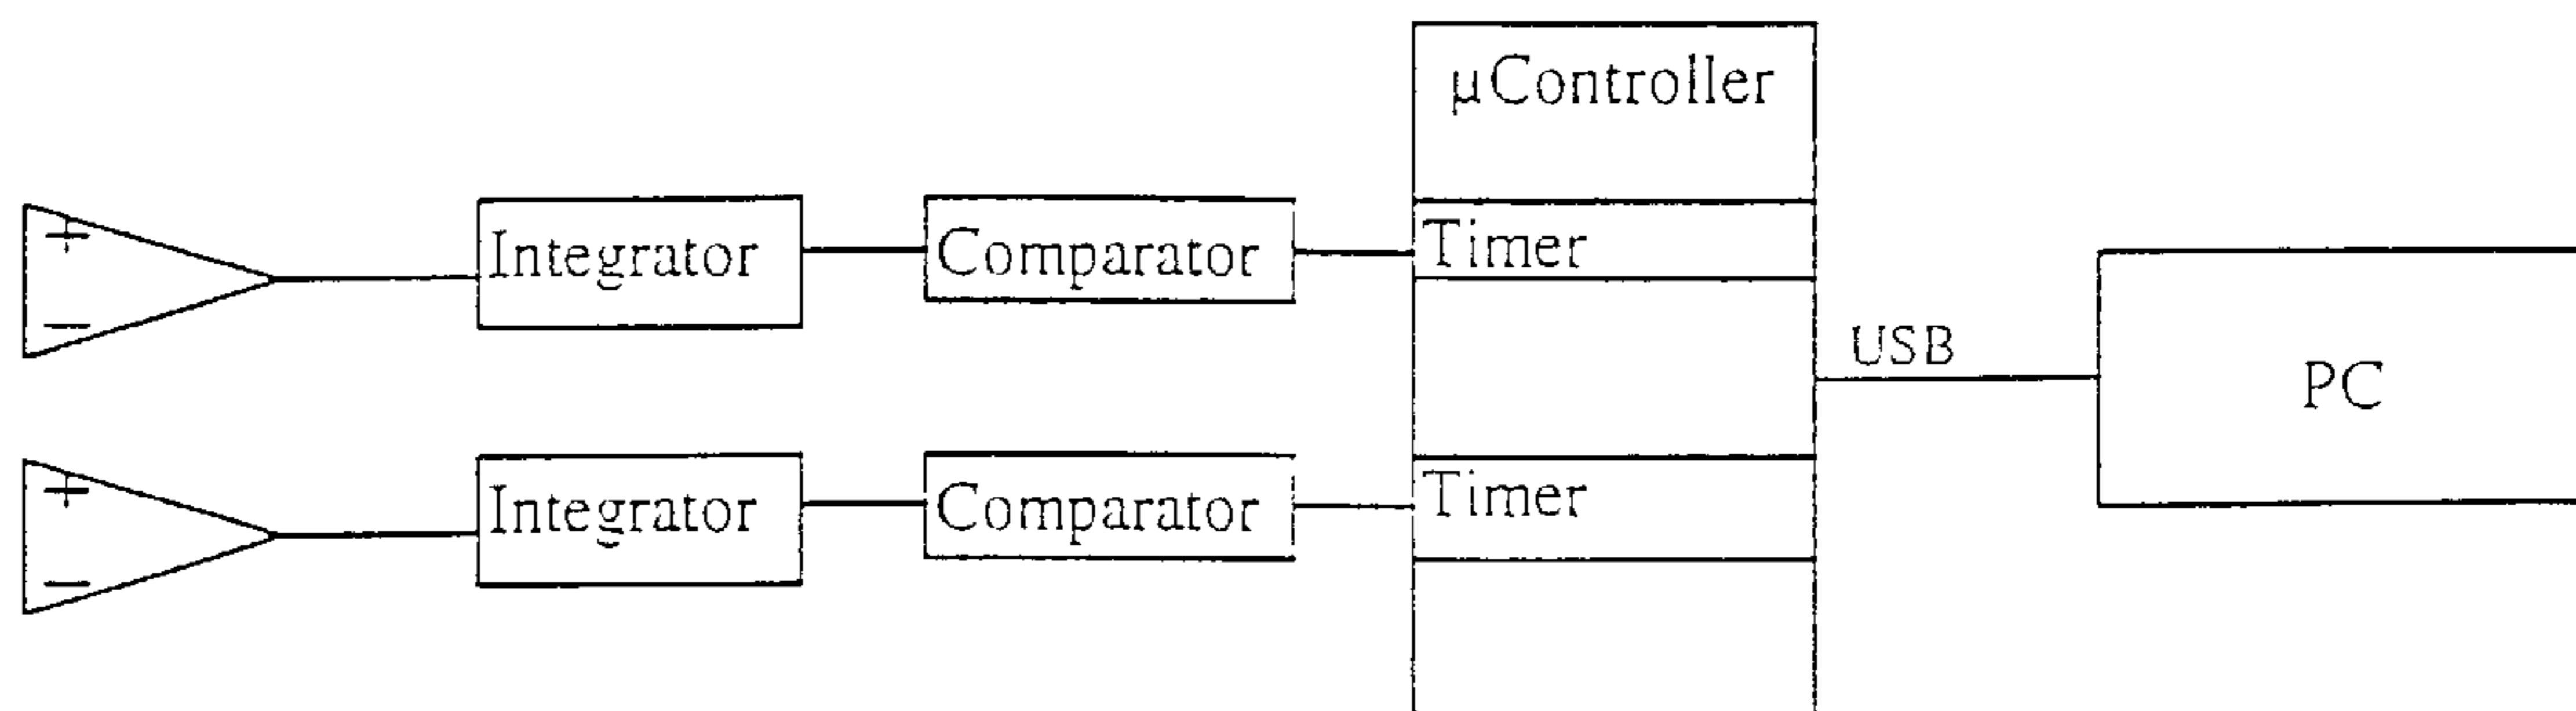 µController
+
Integrator
Comparator
Timer
−
USB
PC
+
Integrator
Comparator
Timer
−